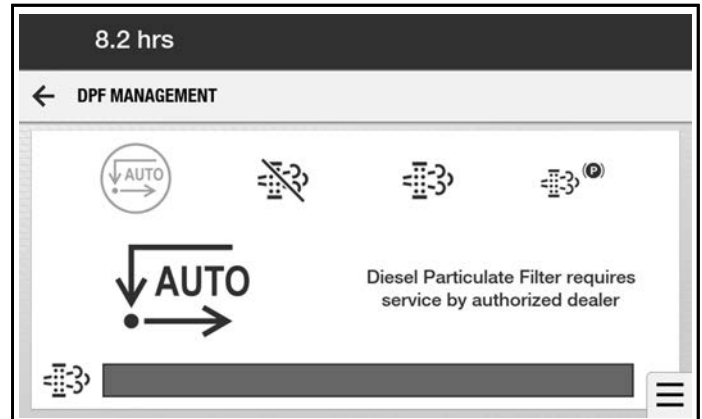 8.2 hrs
DPF MANAGEMENT
AUTO
(P)
AUTO
Diesel Particulate Filter requires
service by authorized dealer